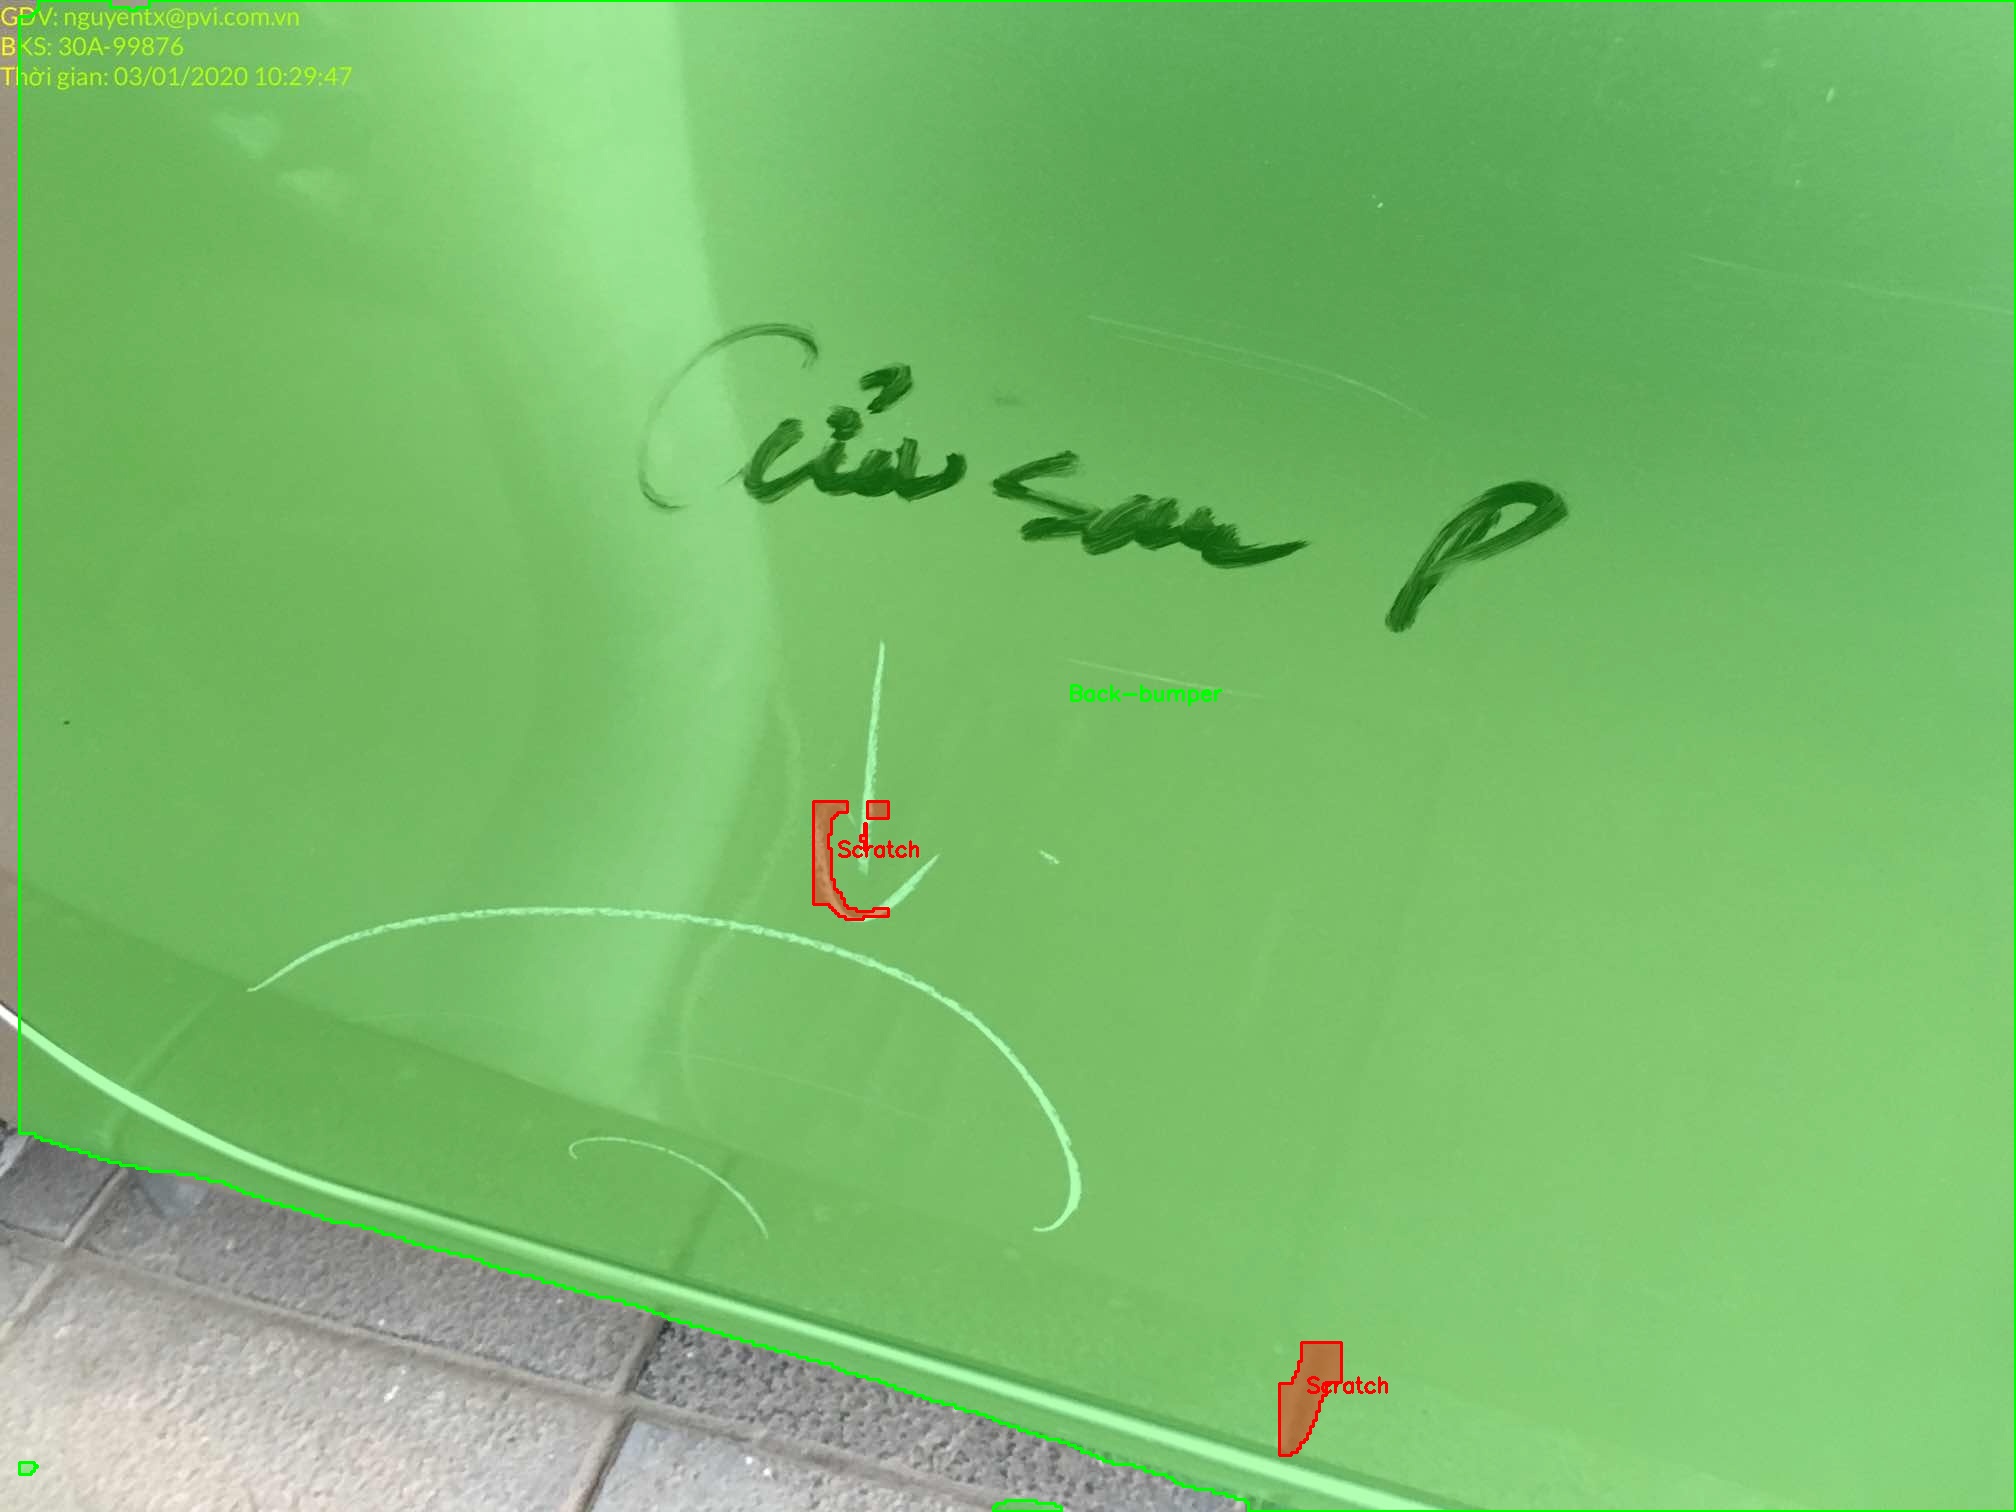 GDV: nguyentx@pvi.com.vn
BKS: 30A-99876
Thời gian: 03/01/2020 10:29:47
Cửa sau P
Back-bumper
Scratch
Scratch